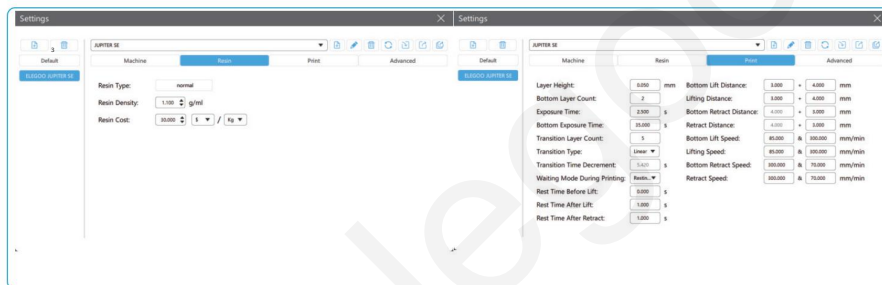 Settings
3
Default
ELEGOO JUPITER SE
JUPITER SE
Machine Resin Print Advanced
Resin Type: normal
Resin Density: 1.100 g/ml
Resin Cost: 30.000 $ / Kg
Settings
Default
ELEGOO JUPITER SE
JUPITER SE
Machine Resin Print Advanced
Layer Height: 0.050 mm Bottom Lift Distance: 3.000 + 4.000 mm
Bottom Layer Count: 2 Lifting Distance: 3.000 + 4.000 mm
Exposure Time: 2.500 s Bottom Retract Distance: 4.000 + 3.000 mm
Bottom Exposure Time: 35.000 s Retract Distance: 4.000 + 3.000 mm
Transition Layer Count: 5 Bottom Lift Speed: 85.000 & 300.000 mm/min
Transition Type: Linear Lifting Speed: 85.000 & 300.000 mm/min
Transition Time Decrement: 5.420 s Bottom Retract Speed: 300.000 & 70.000 mm/min
Waiting Mode During Printing: Restin.. Retract Speed: 300.000 & 70.000 mm/min
Rest Time Before Lift: 0.000 s
Rest Time After Lift: 1.000 s
Rest Time After Retract: 1.000 s